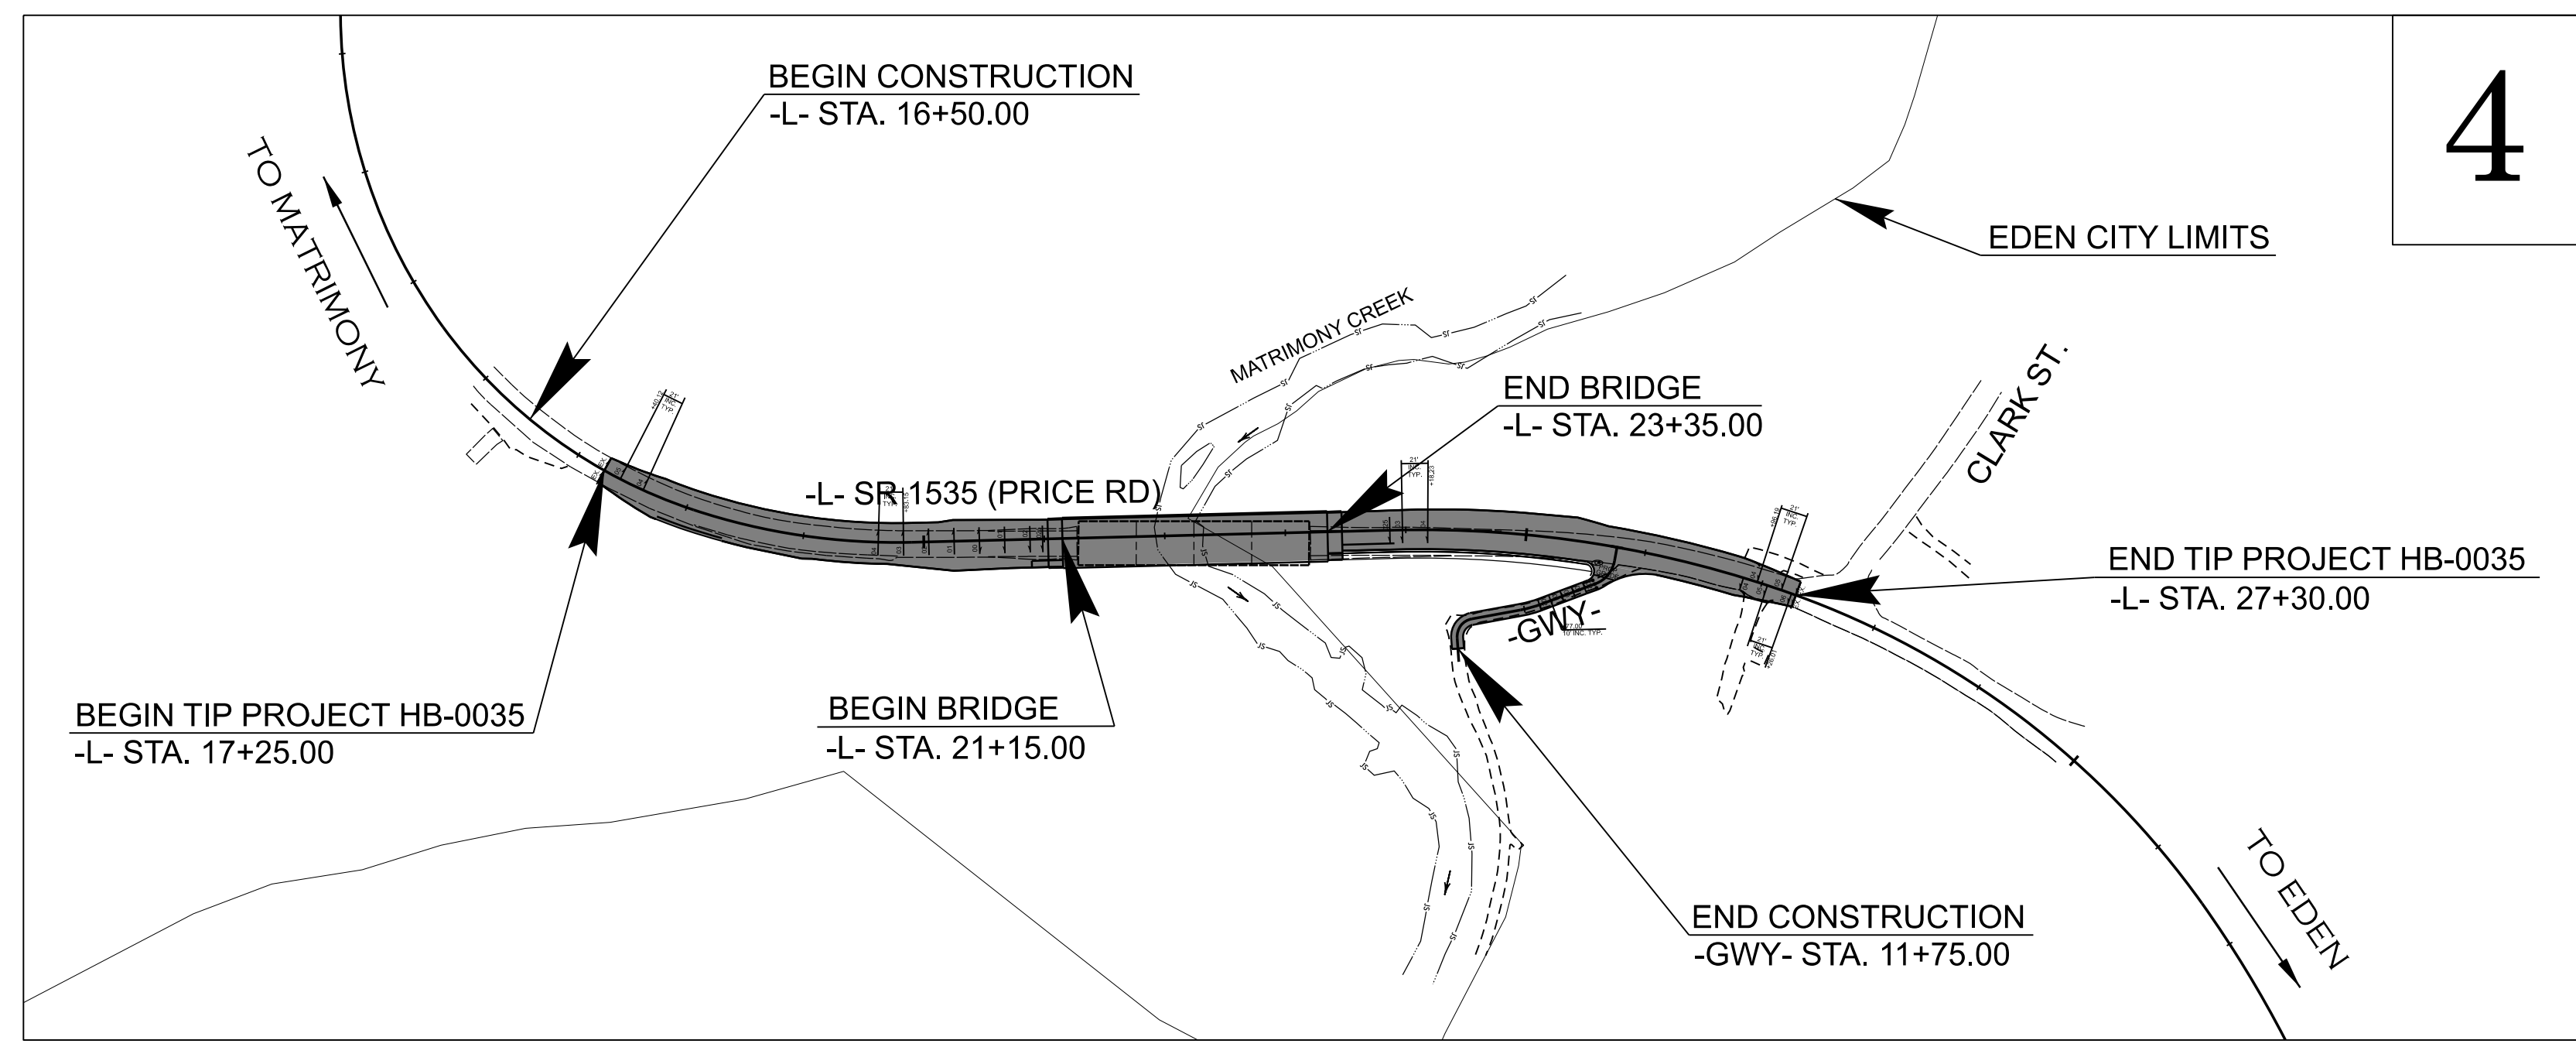 BEGIN CONSTRUCTION
-L- STA. 16+50.00
4
TO MATRIMONY
EDEN CITY LIMITS
MATRIMONY CREEK
END BRIDGE
-L- STA. 23+35.00
CLARK ST.
-L- SR 1535 (PRICE RD)
END TIP PROJECT HB-0035
-L- STA. 27+30.00
-GWY-
BEGIN TIP PROJECT HB-0035
-L- STA. 17+25.00
BEGIN BRIDGE
-L- STA. 21+15.00
END CONSTRUCTION
-GWY- STA. 11+75.00
TO EDEN